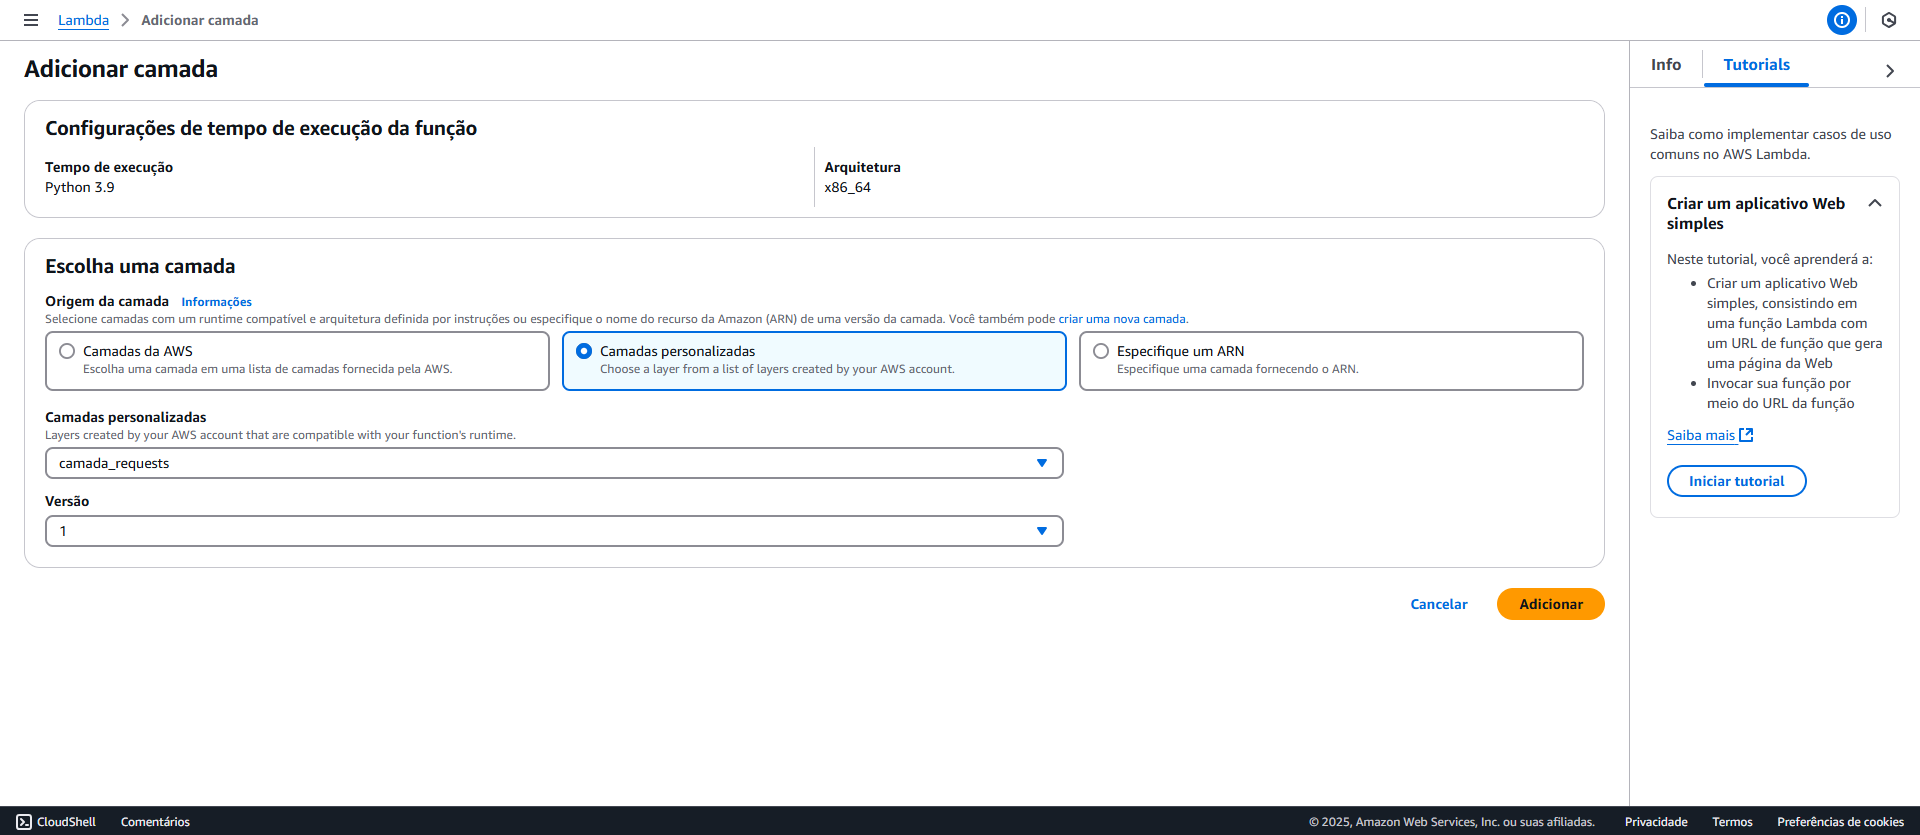 Lambda > Adicionar camada
Adicionar camada
Configurações de tempo de execução da função
Tempo de execução
Python 3.9
Arquitetura
x86_64
Escolha uma camada
Origem da camada Informações
Selecione camadas com um runtime compatível e arquitetura definida por instruções ou especifique o nome do recurso da Amazon (ARN) de uma versão da camada. Você também pode criar uma nova camada.
Camadas da AWS
Escolha uma camada em uma lista de camadas fornecida pela AWS.
Camadas personalizadas
Choose a layer from a list of layers created by your AWS account.
Especifique um ARN
Especifique uma camada fornecendo o ARN.
Camadas personalizadas
Layers created by your AWS account that are compatible with your function's runtime.
camada_requests
Versão
1
Cancelar
Adicionar
Info
Tutorials
Saiba como implementar casos de uso
comuns no AWS Lambda.
Criar um aplicativo Web
simples
Neste tutorial, você aprenderá a:
• Criar um aplicativo Web
simples, consistindo em
uma função Lambda com
um URL de função que gera
uma página da Web
• Invocar sua função por
meio do URL da função
Saiba mais
Iniciar tutorial
CloudShell
Comentários
© 2025, Amazon Web Services, Inc. ou suas afiliadas.
Privacidade
Termos
Preferências de cookies